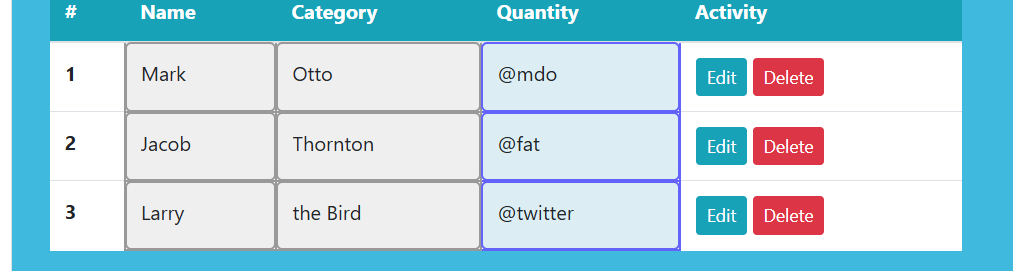 # Name Category Quantity Activity
1 Mark Otto @mdo Edit Delete
2 Jacob Thornton @fat Edit Delete
3 Larry the Bird @twitter Edit Delete